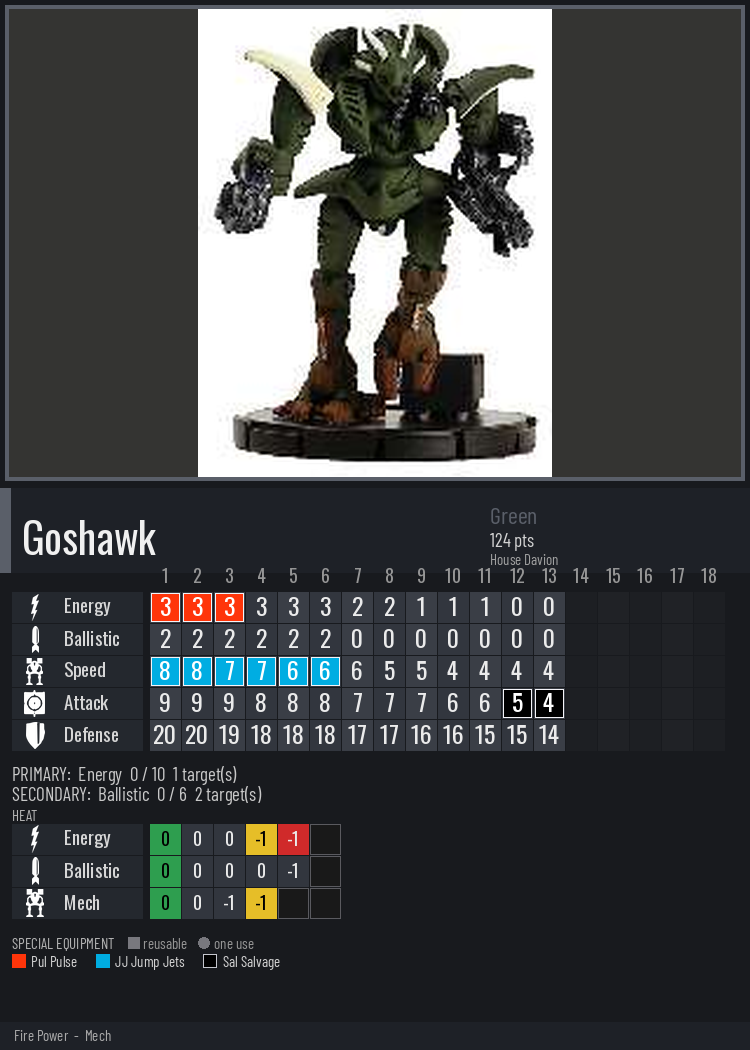 Goshawk
Green
124 pts
House Davion
1 2 3 4 5 6 7 8 9 10 11 12 13 14 15 16 17 18
Energy 3 3 3 3 3 3 2 2 1 1 1 0 0
Ballistic 2 2 2 2 2 2 0 0 0 0 0 0 0
Speed 8 8 7 7 6 6 6 5 5 4 4 4 4
Attack 9 9 9 8 8 8 7 7 7 6 6 5 4
Defense 20 20 19 18 18 18 17 17 16 16 15 15 14
PRIMARY: Energy 0 / 10 1 target(s)
SECONDARY: Ballistic 0 / 6 2 target(s)
HEAT
Energy 0 0 0 -1 -1
Ballistic 0 0 0 0 -1
Mech 0 0 -1 -1
SPECIAL EQUIPMENT reusable one use
Pul Pulse JJ Jump Jets Sal Salvage
Fire Power - Mech